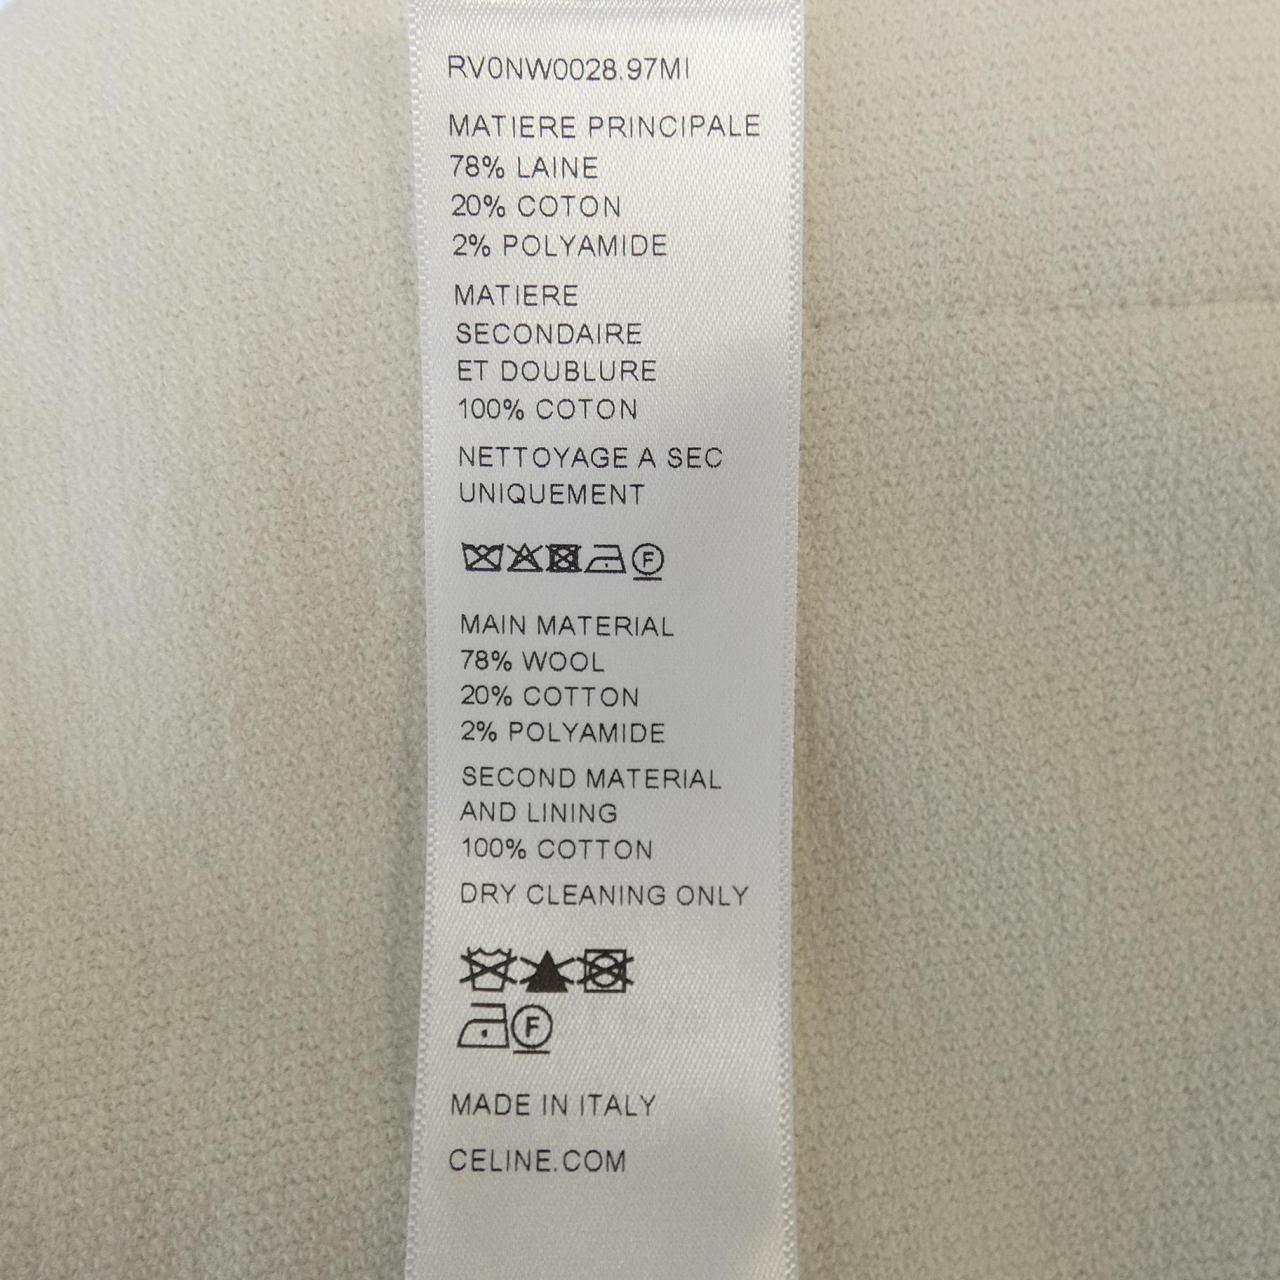 RV0NW0028.97MI
MATIERE PRINCIPALE
78% LAINE
20% COTON
2% POLYAMIDE
MATIERE
SECONDAIRE
ET DOUBLURE
100% COTON
NETTOYAGE A SEC
UNIQUEMENT
F
MAIN MATERIAL
78% WOOL
20% COTTON
2% POLYAMIDE
SECOND MATERIAL
AND LINING
100% COTTON
DRY CLEANING ONLY
F
MADE IN ITALY
CELINE.COM